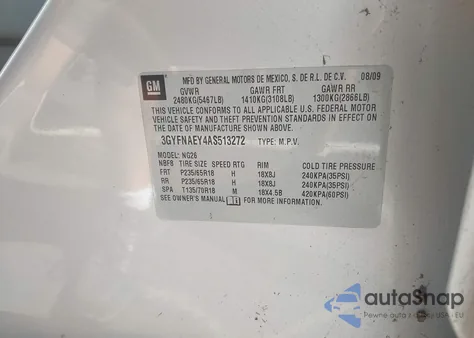 GM
MFD BY GENERAL MOTORS DE MEXICO, S. DE R.L. DE C.V. 08/09
GVWR GAWR FRT GAWR RR
2480KG(5467LB) 1410KG(3108LB) 1300KG(2866LB)
THIS VEHICLE CONFORMS TO ALL APPLICABLE U.S. FEDERAL MOTOR
VEHICLE SAFETY AND THEFT PREVENTION STANDARDS IN EFFECT
ON THE DATE OF MANUFACTURE SHOWN ABOVE.
3GYFNAEY4AS513272 TYPE: M.P.V.
MODEL: NG26
NBF8 TIRE SIZE SPEED RTG RIM COLD TIRE PRESSURE
FRT P235/65R18 H 18X8J 240KPA(35PSI)
RR P235/65R18 H 18X8J 240KPA(35PSI)
SPA T135/70R18 M 18X4.5B 420KPA(60PSI)
SEE OWNER'S MANUAL FOR MORE INFORMATION.
autoSnap
Pewne auta z USA - EU